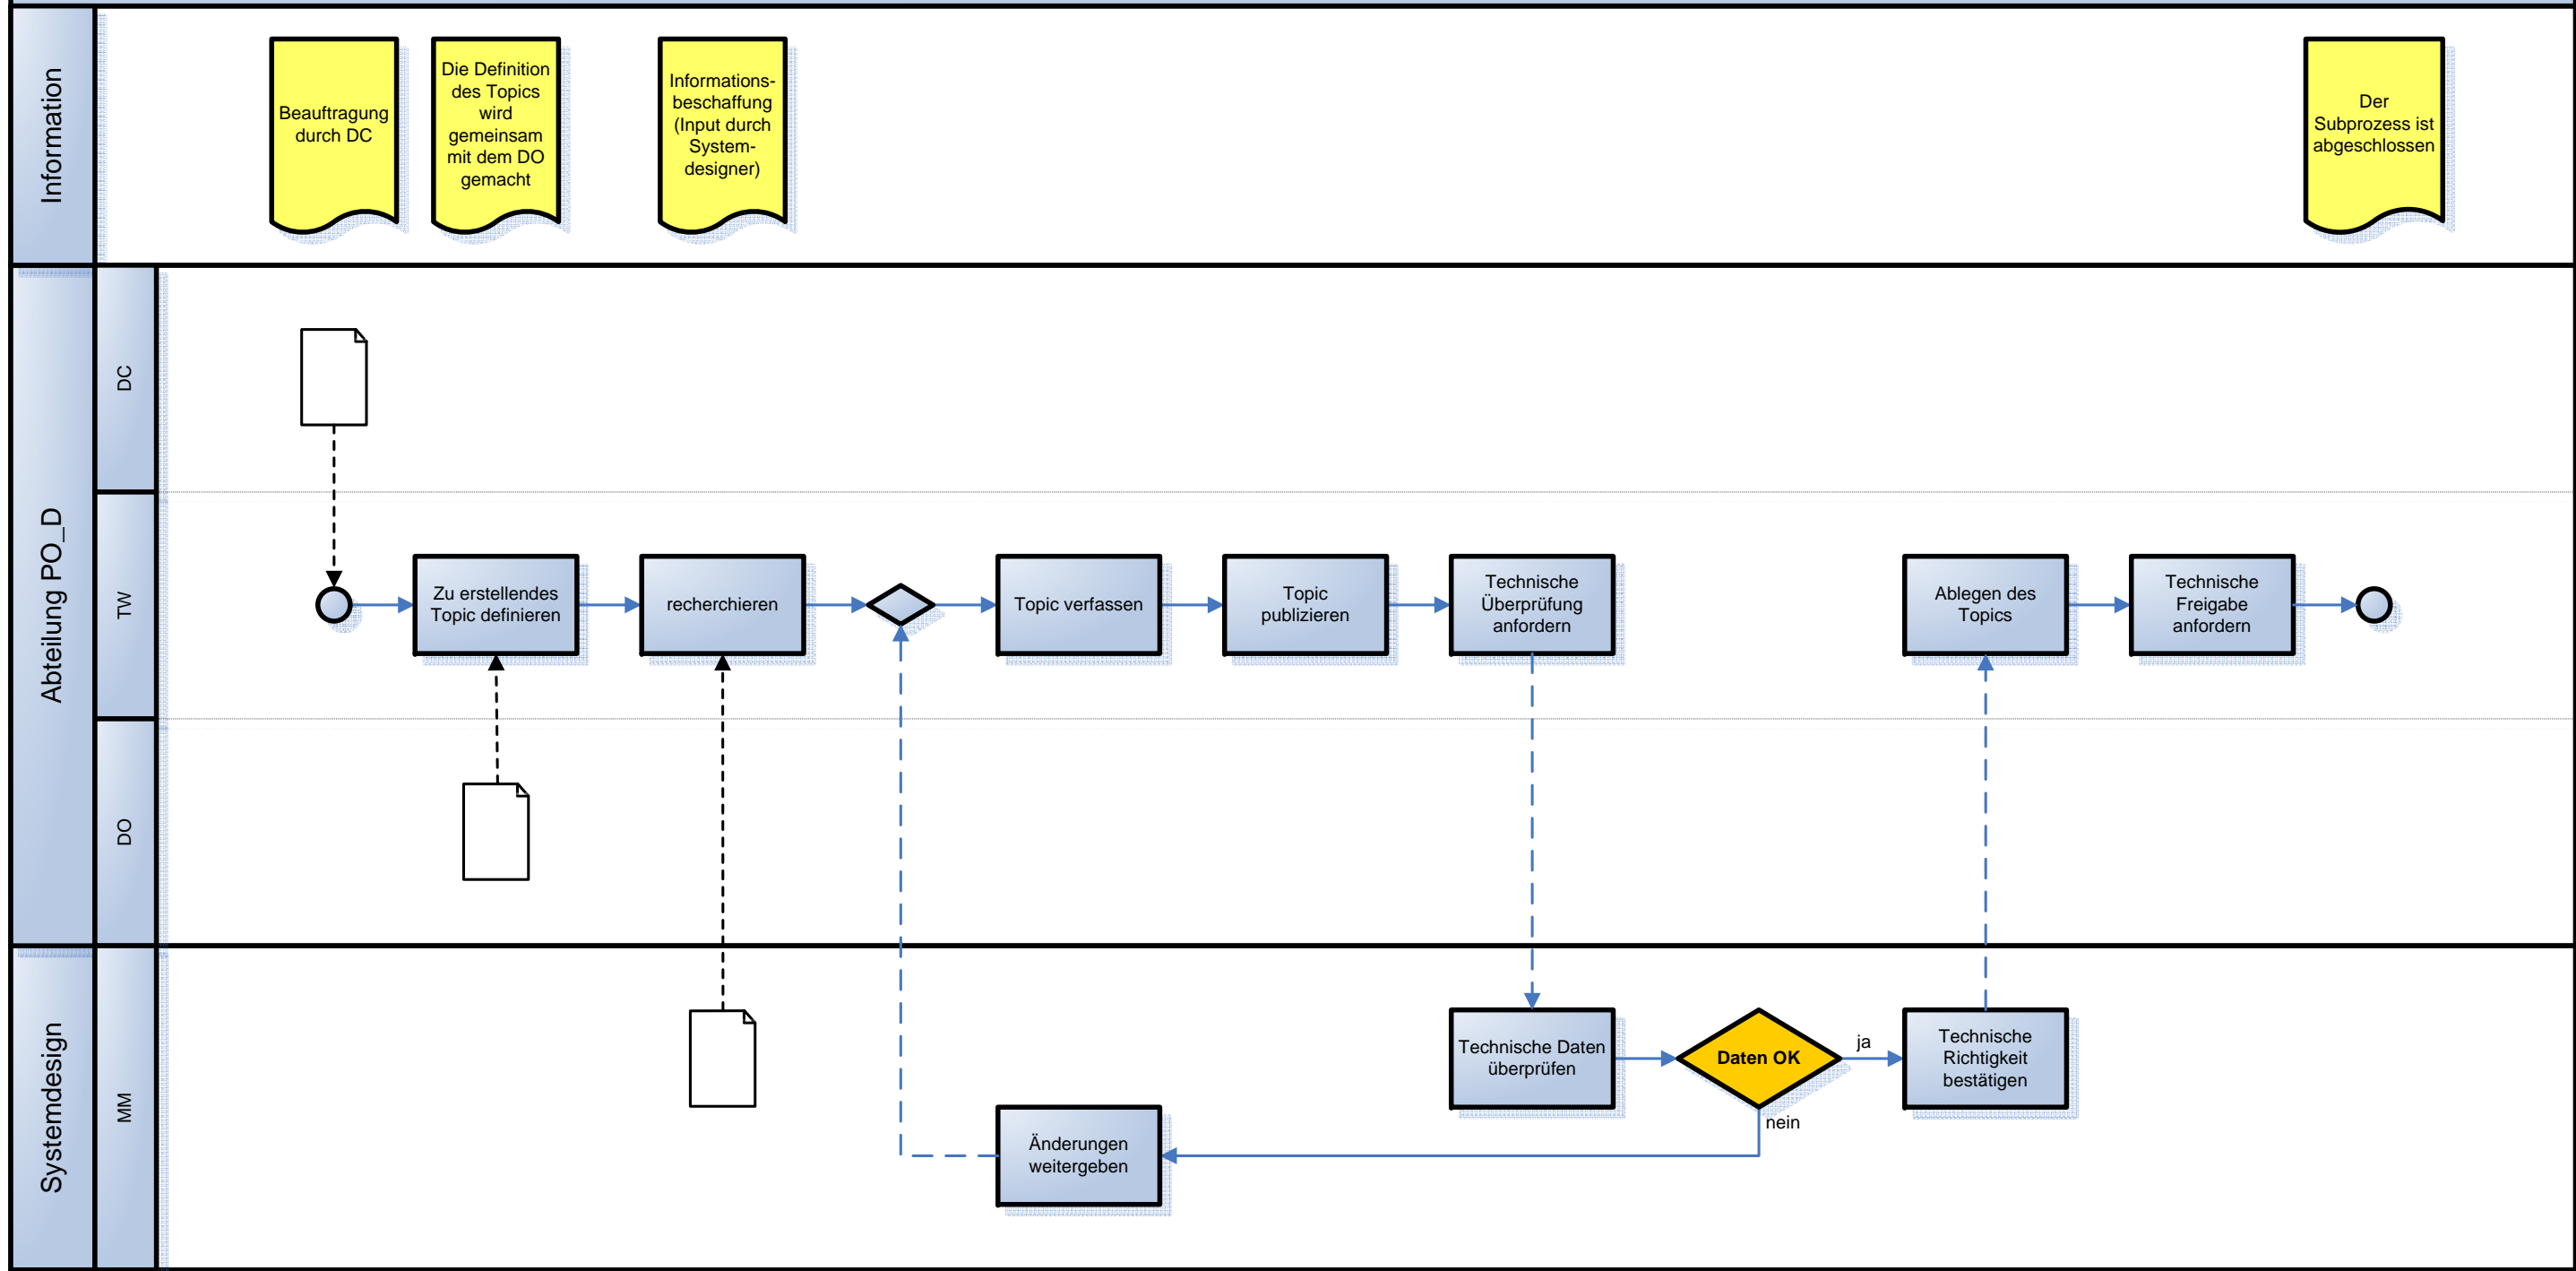 Information
Beauftragung
durch DC
Die Definition
des Topics
wird
gemeinsam
mit dem DO
gemacht
Informations-
beschaffung
(Input durch
System-
designer)
Der
Subprozess ist
abgeschlossen
Abteilung PO_D
DC
TW
Zu erstellendes
Topic definieren
recherchieren
Topic verfassen
Topic
publizieren
Technische
Überprüfung
anfordern
Ablegen des
Topics
Technische
Freigabe
anfordern
DO
Systemdesign
MM
Technische Daten
überprüfen
Daten OK
ja
nein
Technische
Richtigkeit
bestätigen
Änderungen
weitergeben